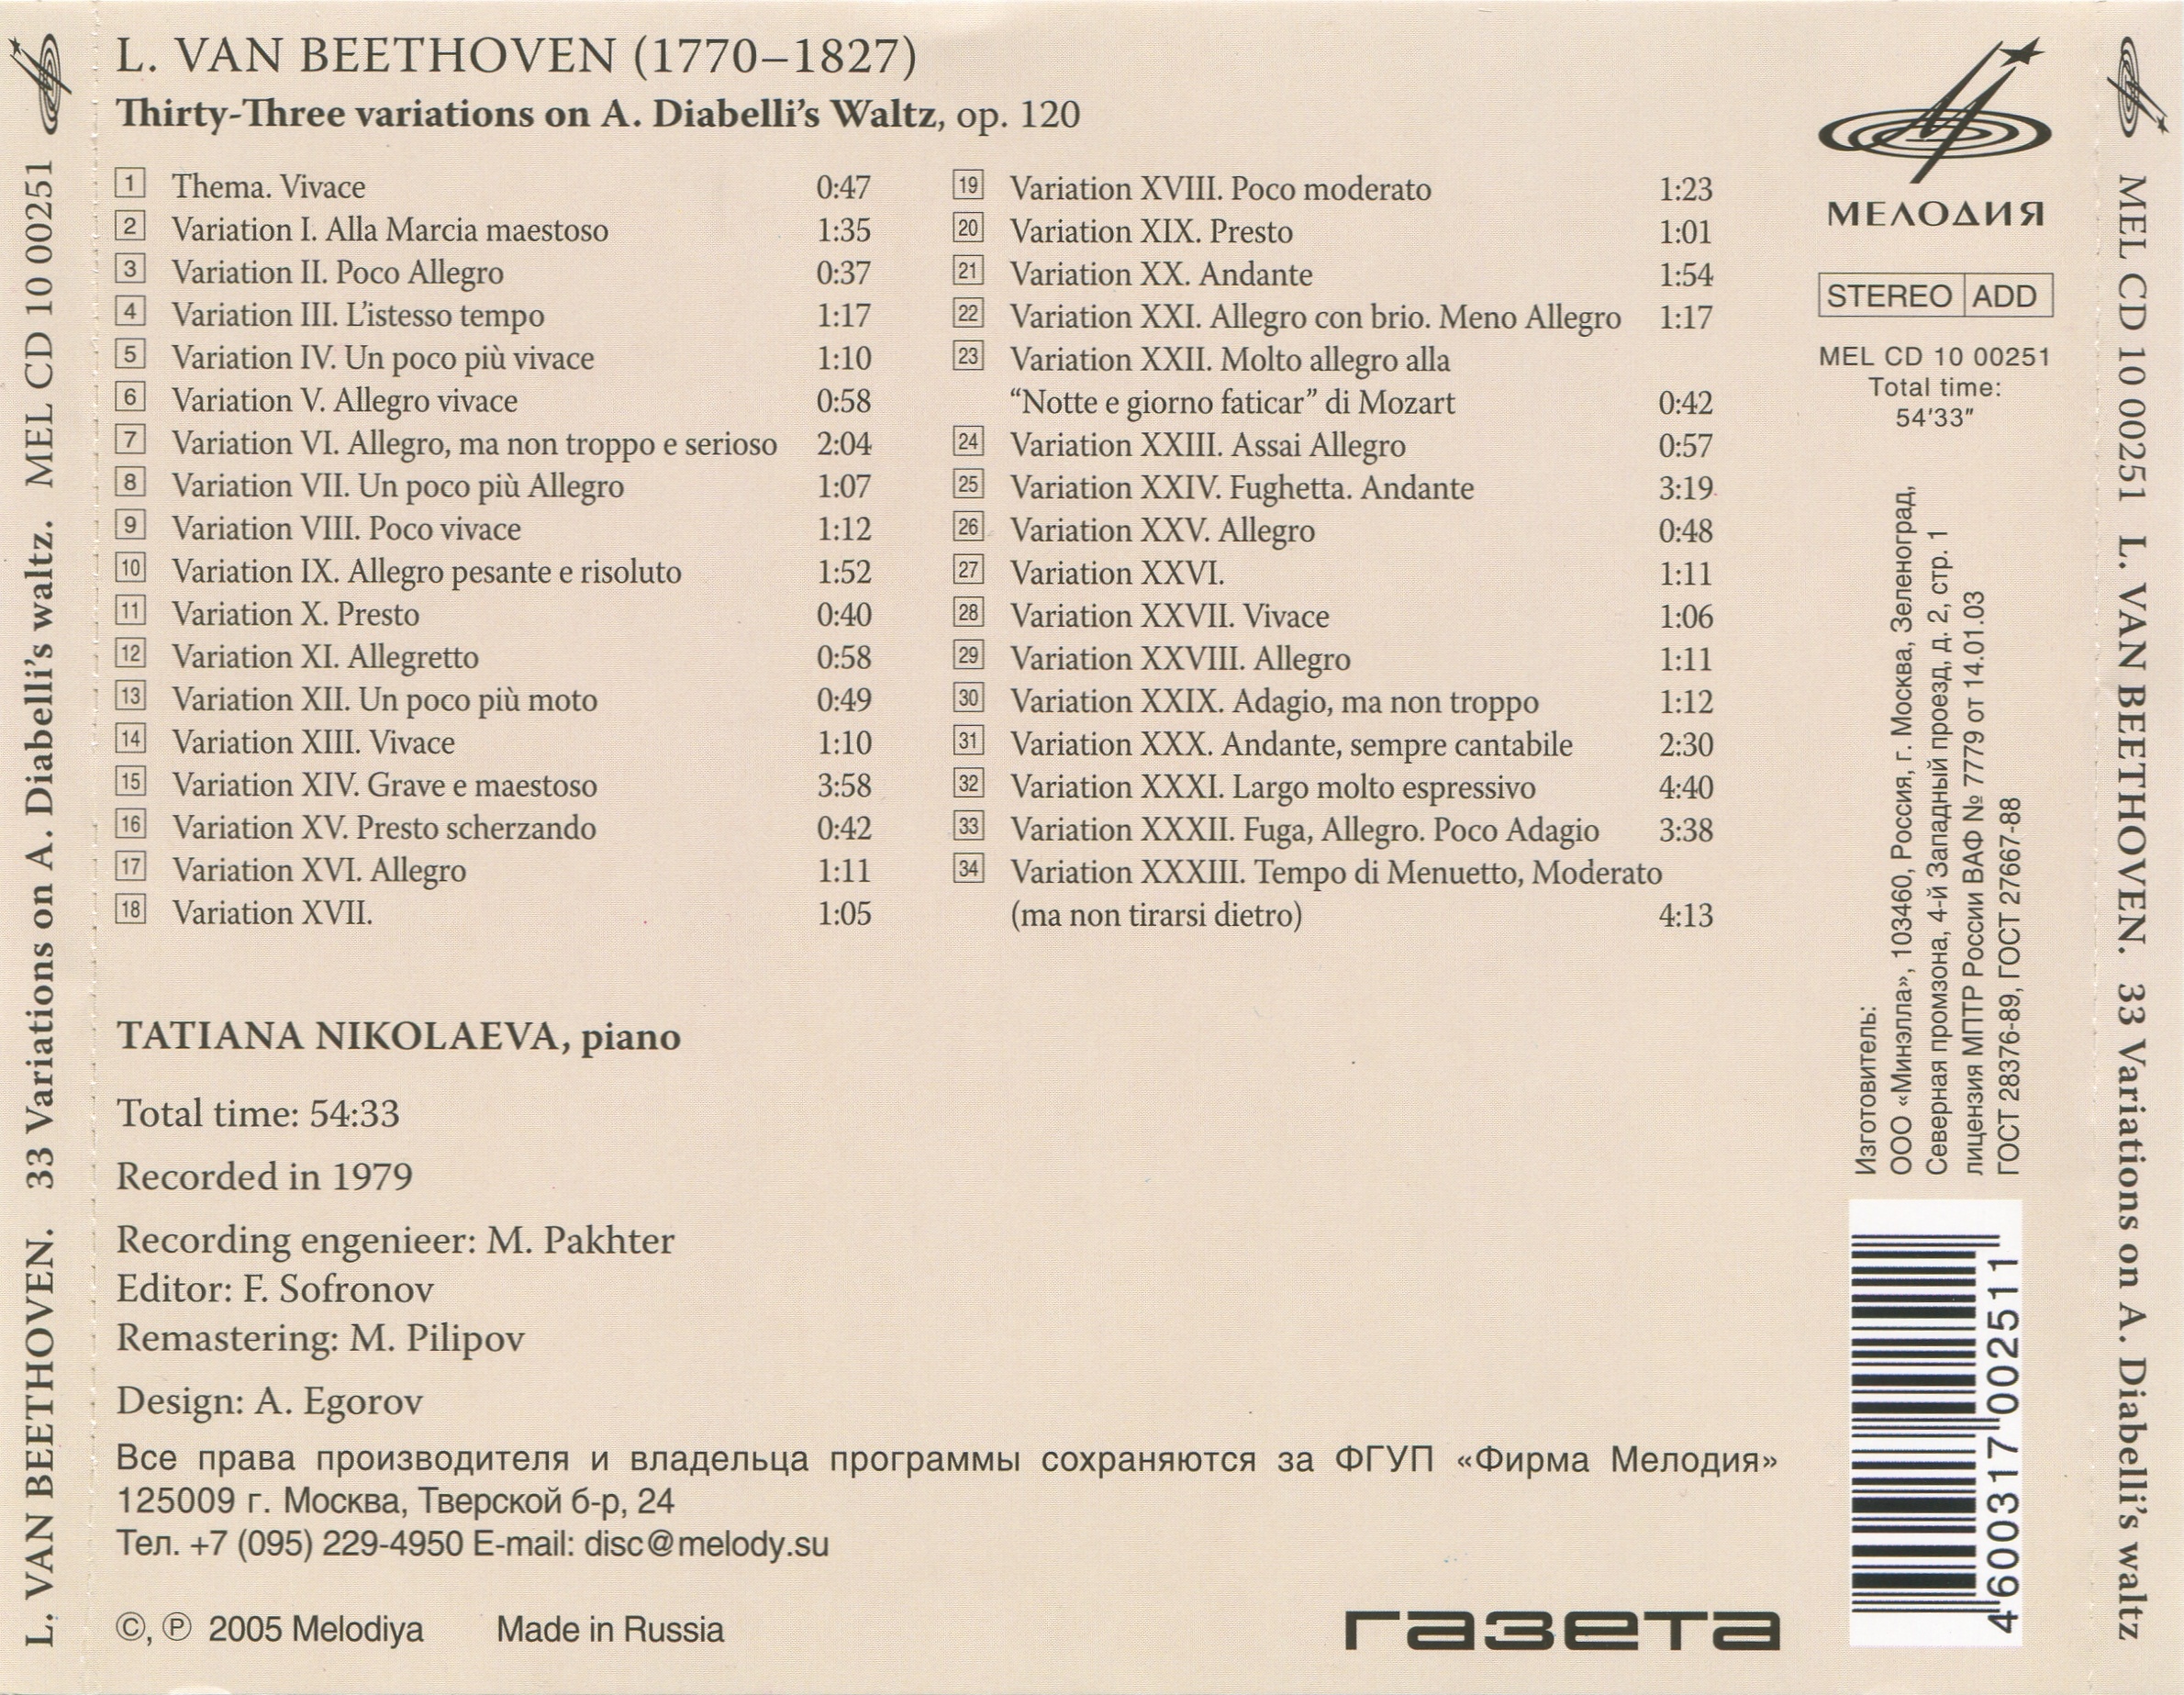 L. VAN BEETHOVEN (1770–1827)
Thirty-Three variations on A. Diabelli's Waltz, op. 120
1 Thema. Vivace 0:47
2 Variation I. Alla Marcia maestoso 1:35
3 Variation II. Poco Allegro 0:37
4 Variation III. L'istesso tempo 1:17
5 Variation IV. Un poco più vivace 1:10
6 Variation V. Allegro vivace 0:58
7 Variation VI. Allegro, ma non troppo e serioso 2:04
8 Variation VII. Un poco più Allegro 1:07
9 Variation VIII. Poco vivace 1:12
10 Variation IX. Allegro pesante e risoluto 1:52
11 Variation X. Presto 0:40
12 Variation XI. Allegretto 0:58
13 Variation XII. Un poco più moto 0:49
14 Variation XIII. Vivace 1:10
15 Variation XIV. Grave e maestoso 3:58
16 Variation XV. Presto scherzando 0:42
17 Variation XVI. Allegro 1:11
18 Variation XVII. 1:05
19 Variation XVIII. Poco moderato 1:23
20 Variation XIX. Presto 1:01
21 Variation XX. Andante 1:54
22 Variation XXI. Allegro con brio. Meno Allegro 1:17
23 Variation XXII. Molto allegro alla
“Notte e giorno faticar” di Mozart 0:42
24 Variation XXIII. Assai Allegro 0:57
25 Variation XXIV. Fughetta. Andante 3:19
26 Variation XXV. Allegro 0:48
27 Variation XXVI. 1:11
28 Variation XXVII. Vivace 1:06
29 Variation XXVIII. Allegro 1:11
30 Variation XXIX. Adagio, ma non troppo 1:12
31 Variation XXX. Andante, sempre cantabile 2:30
32 Variation XXXI. Largo molto espressivo 4:40
33 Variation XXXII. Fuga, Allegro. Poco Adagio 3:38
34 Variation XXXIII. Tempo di Menuetto, Moderato
(ma non tirarsi dietro) 4:13
TATIANA NIKOLAEVA, piano
Total time: 54:33
Recorded in 1979
Recording engenieer: M. Pakhter
Editor: F. Sofronov
Remastering: M. Pilipov
Design: A. Egorov
Все права производителя и владельца программы сохраняются за ФГУП «Фирма Мелодия»
125009 г. Москва, Тверской б-р, 24
Тел. +7 (095) 229-4950 E-mail: disc@melody.su
©, ℗ 2005 Melodiya Made in Russia
газета
МЕЛОДИЯ
STEREO ADD
MEL CD 10 00251
Total time:
54'33"
Изготовитель:
ООО «Минэлла», 103460, Россия, г. Москва, Зеленоград,
Северная промзона, 4-й Западный проезд, д. 2, стр. 1
лицензия МПТР России ВАФ № 7779 от 14.01.03
ГОСТ 28376-89, ГОСТ 27667-88
4 600317 002511
L. VAN BEETHOVEN. 33 Variations on A. Diabelli's waltz. MEL CD 10 00251
MEL CD 10 00251 L. VAN BEETHOVEN. 33 Variations on A. Diabelli's waltz